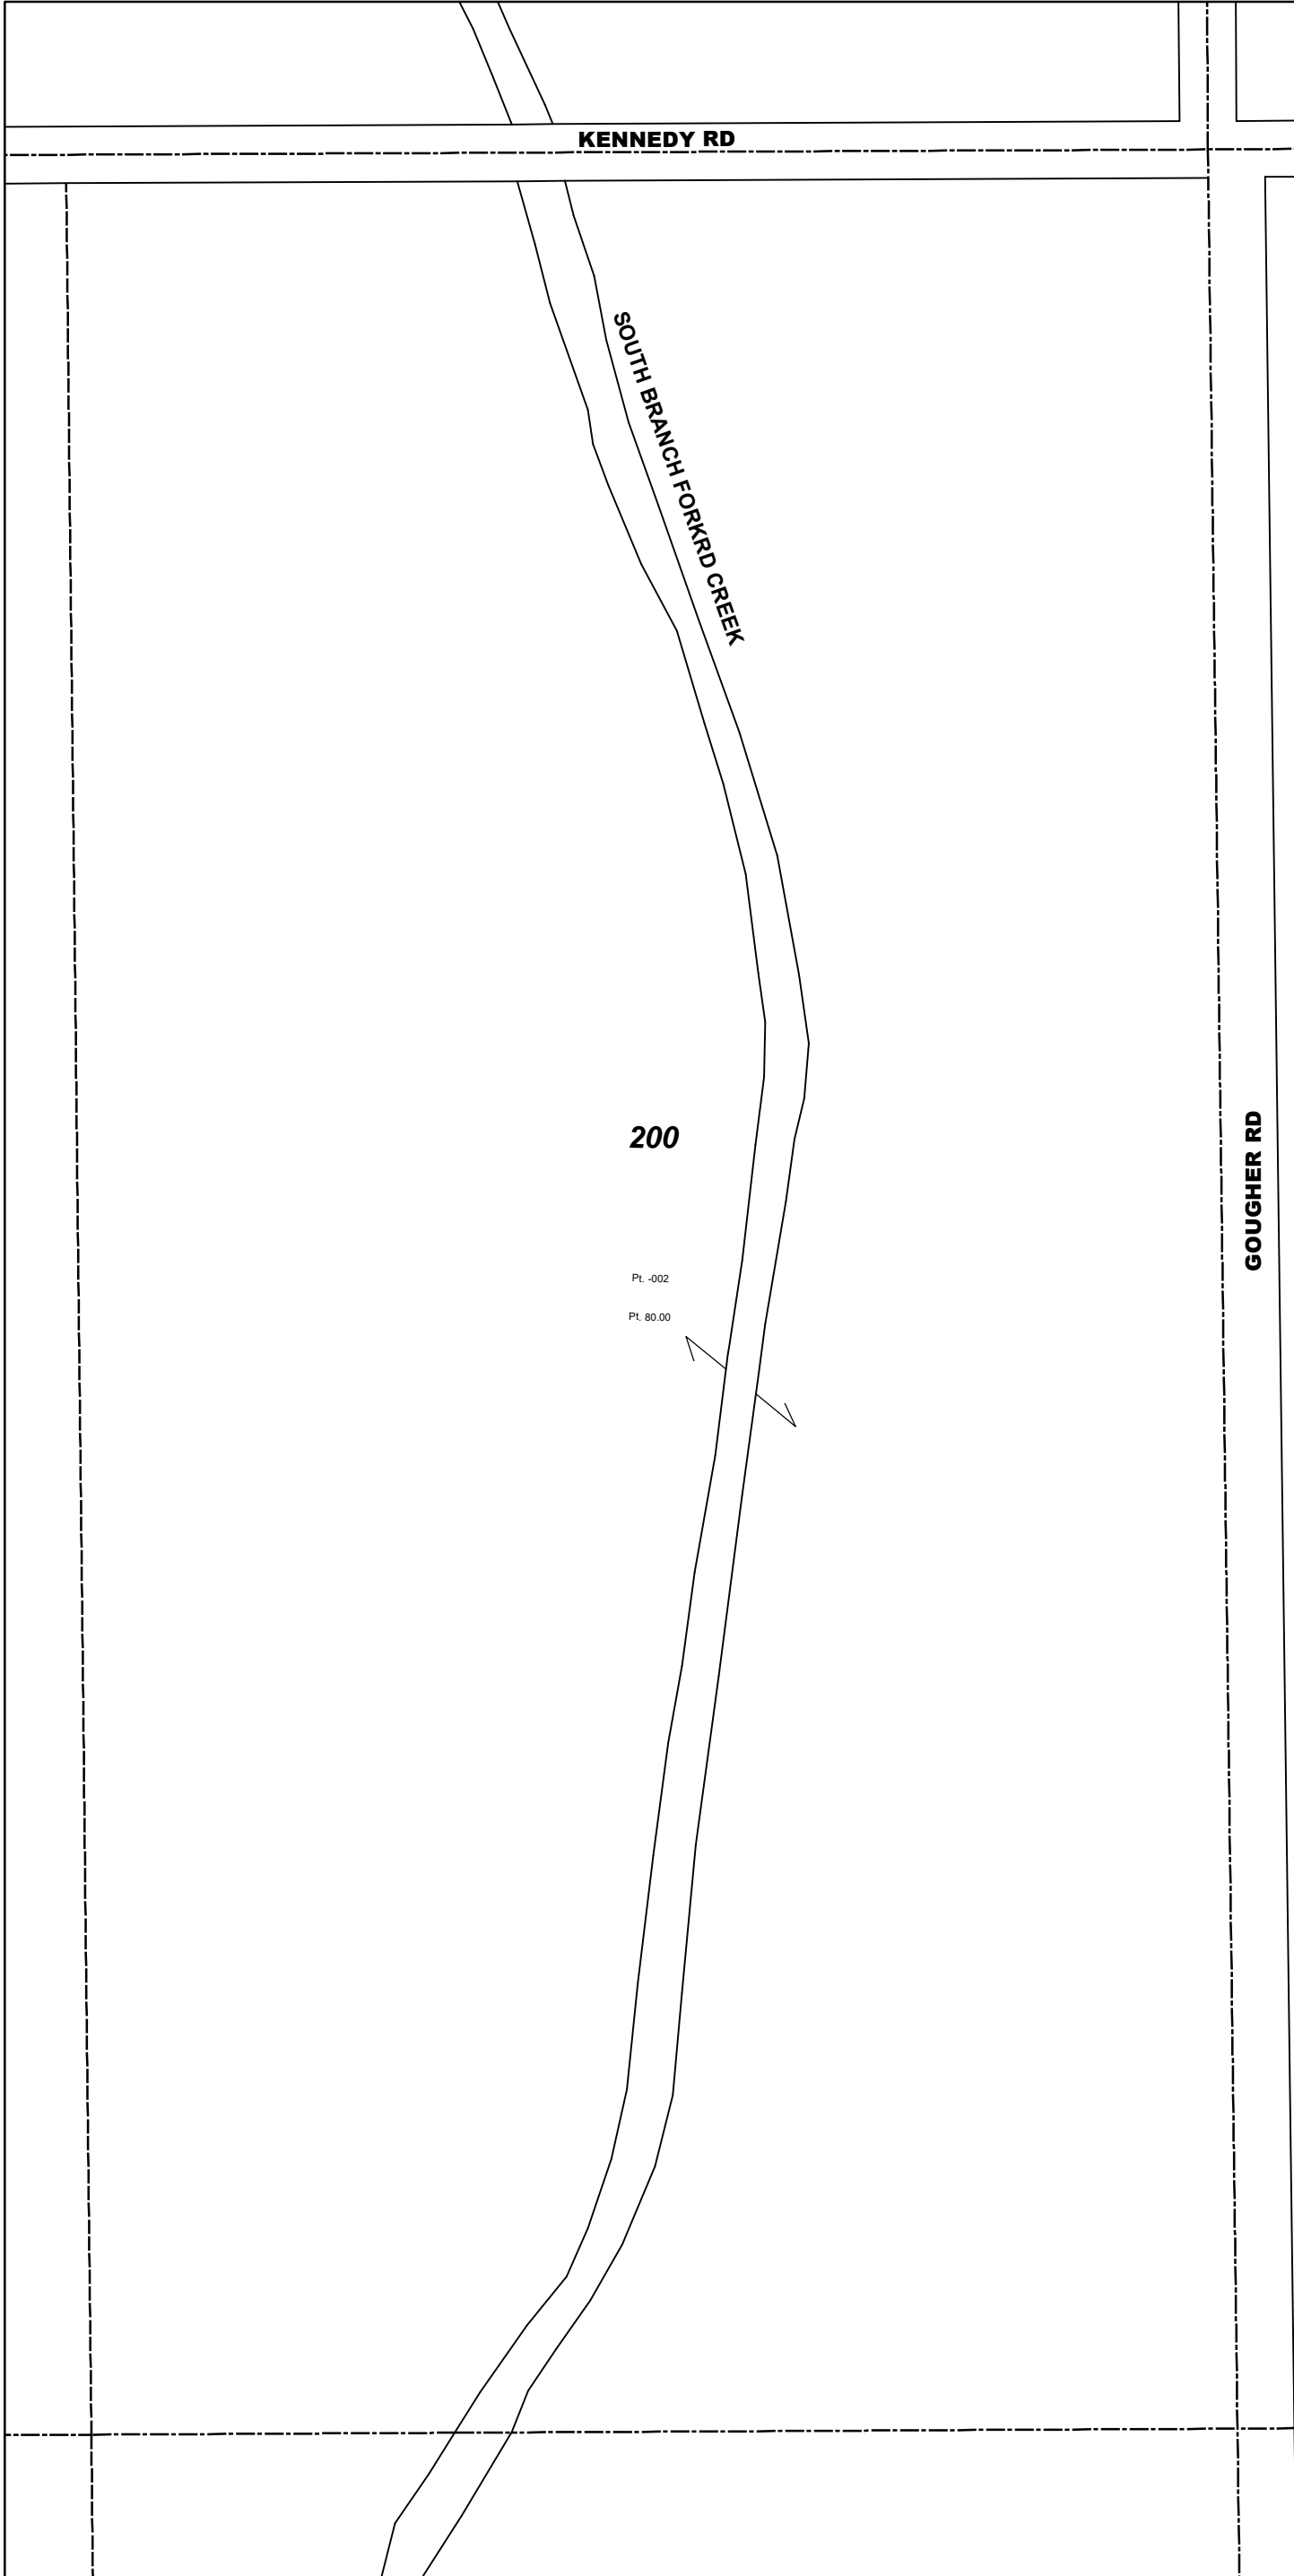 KENNEDY RD
SOUTH BRANCH FORKRD CREEK
200
GOUGHER RD
Pt. -002
Pt. 80.00